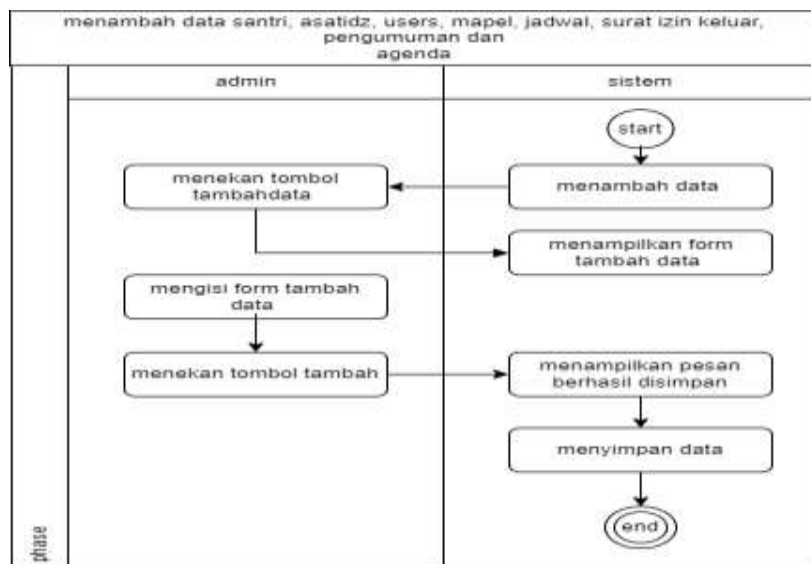 menambah data santri, asatidz, users, mapel, jadwal, surat izin keluar,
pengumuman dan
agenda
admin
sistem
start
menekan tombol
tambahdata
menambah data
menampilkan form
tambah data
mengisi form tambah
data
menekan tombol tambah
menampilkan pesan
berhasil disimpan
menyimpan data
end
phase